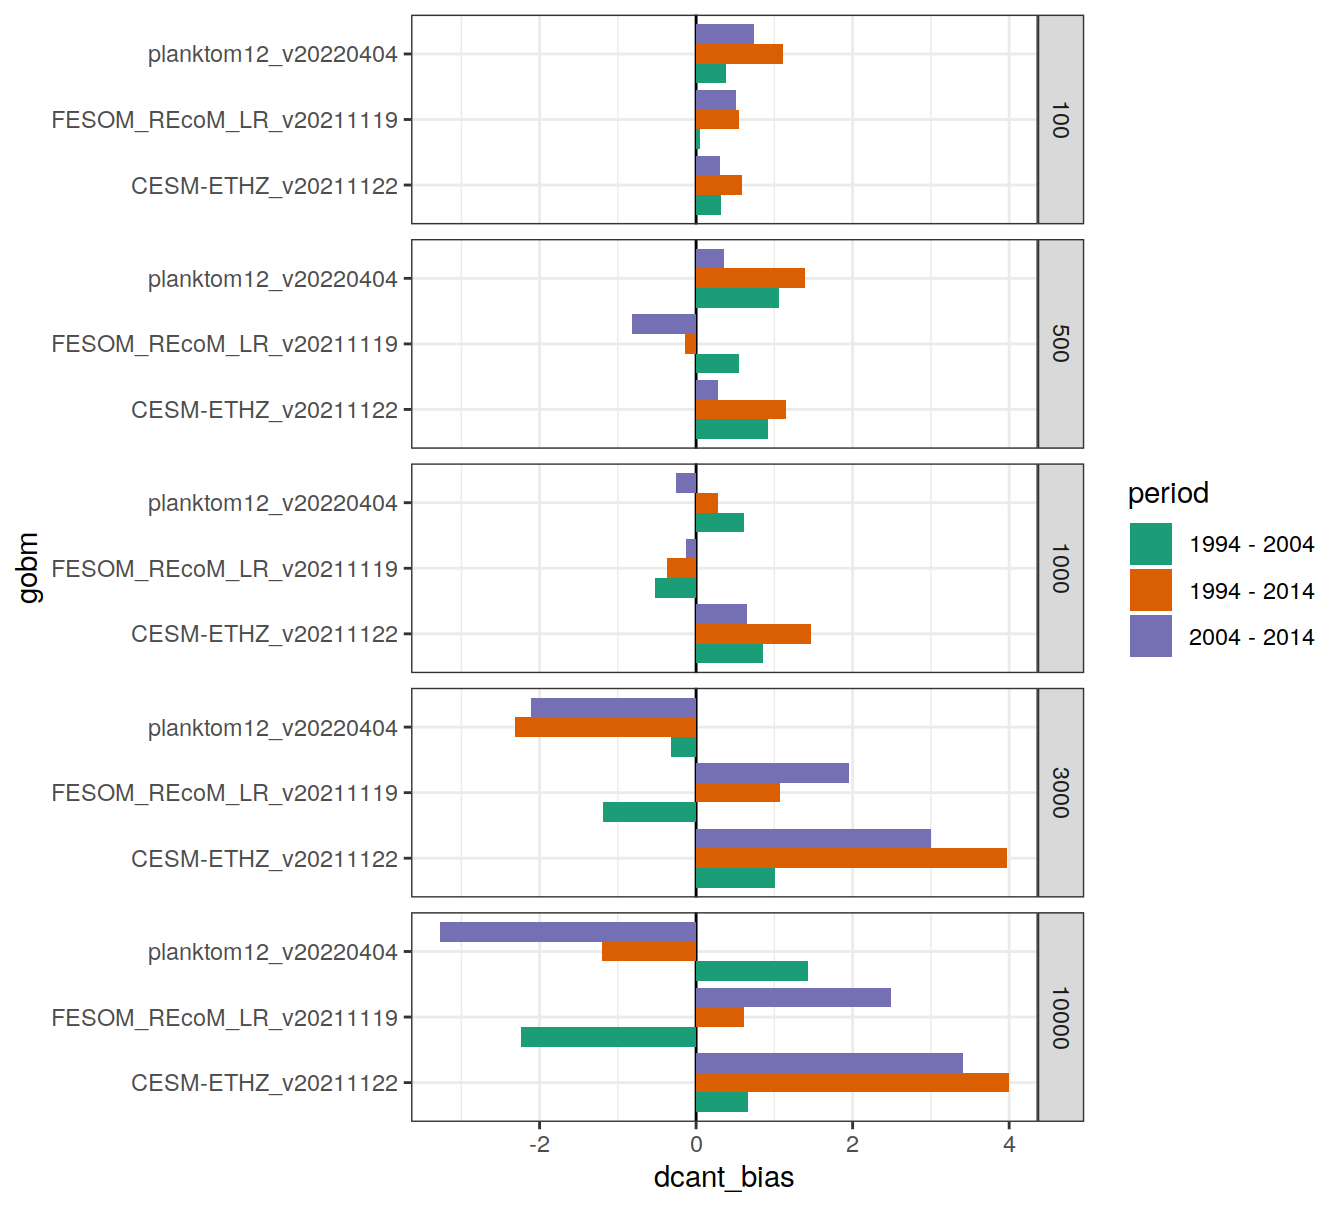 planktom12_v20220404
FESOM_REcoM_LR_v20211119
CESM-ETHZ_v20211122
100
planktom12_v20220404
FESOM_REcoM_LR_v20211119
CESM-ETHZ_v20211122
500
planktom12_v20220404
FESOM_REcoM_LR_v20211119
CESM-ETHZ_v20211122
1000
planktom12_v20220404
FESOM_REcoM_LR_v20211119
CESM-ETHZ_v20211122
3000
planktom12_v20220404
FESOM_REcoM_LR_v20211119
CESM-ETHZ_v20211122
10000
gobm
-2 0 2 4
dcant_bias
period
1994 - 2004
1994 - 2014
2004 - 2014